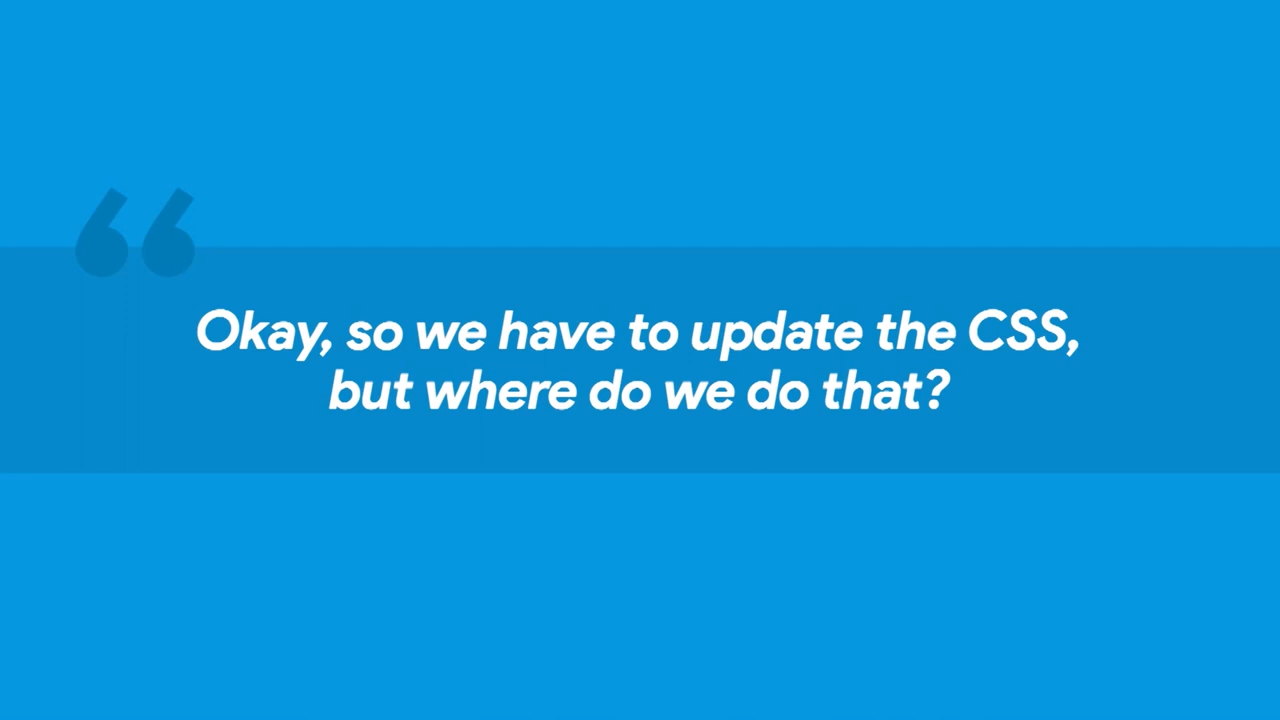 “
Okay, so we have to update the CSS,
but where do we do that?